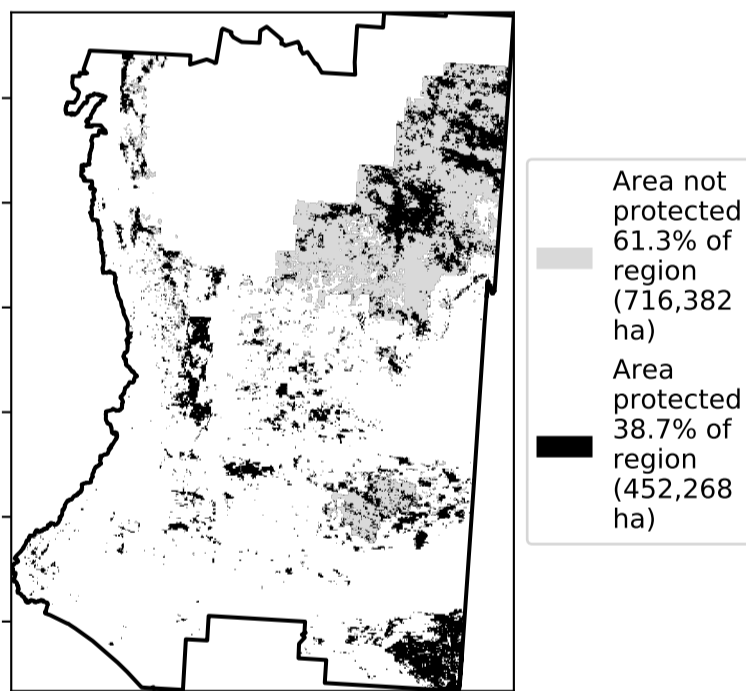 Area not
protected
61.3% of
region
(716,382
ha)
Area
protected
38.7% of
region
(452,268
ha)